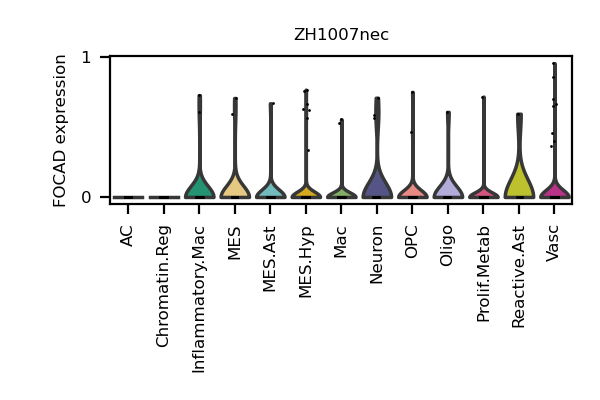 ZH1007nec
FOCAD expression
1
0
AC
Chromatin.Reg
Inflammatory.Mac
MES
MES.Ast
MES.Hyp
Mac
Neuron
OPC
Oligo
Prolif.Metab
Reactive.Ast
Vasc